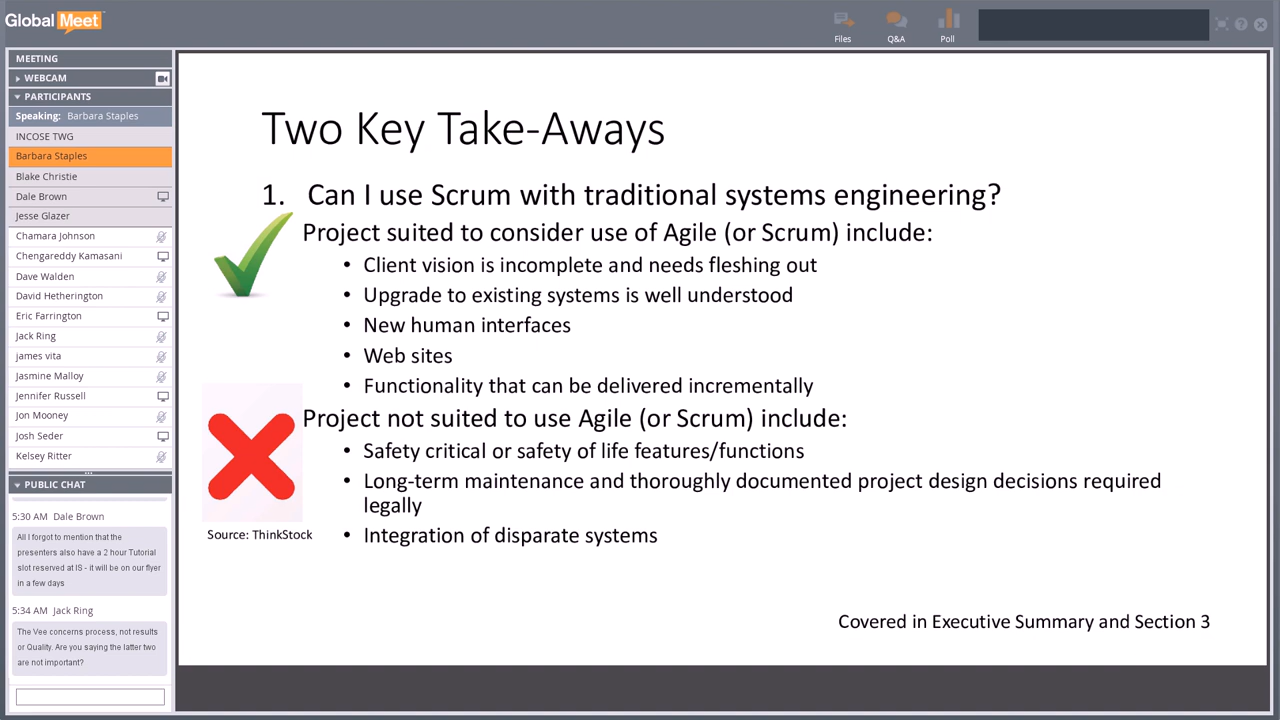 Global Meet
Files
Q&A
Poll
MEETING
WEBCAM
PARTICIPANTS
Speaking: Barbara Staples
INCOSE TWG
Barbara Staples
Blake Christie
Dale Brown
Jesse Glazer
Chamara Johnson
Chengareddy Kamasani
Dave Walden
David Hetherington
Eric Farrington
Jack Ring
james vita
Jasmine Malloy
Jennifer Russell
Jon Mooney
Josh Seder
Kelsey Ritter
PUBLIC CHAT
5:30 AM Dale Brown
All I forgot to mention that the
presenters also have a 2 hour Tutorial
slot reserved at IS - it will be on our flyer
in a few days
5:34 AM Jack Ring
The Vee concerns process, not results
or Quality. Are you saying the latter two
are not important?
Two Key Take-Aways
1. Can I use Scrum with traditional systems engineering?
Project suited to consider use of Agile (or Scrum) include:
• Client vision is incomplete and needs fleshing out
• Upgrade to existing systems is well understood
• New human interfaces
• Web sites
• Functionality that can be delivered incrementally
Project not suited to use Agile (or Scrum) include:
• Safety critical or safety of life features/functions
• Long-term maintenance and thoroughly documented project design decisions required
legally
• Integration of disparate systems
Source: ThinkStock
Covered in Executive Summary and Section 3